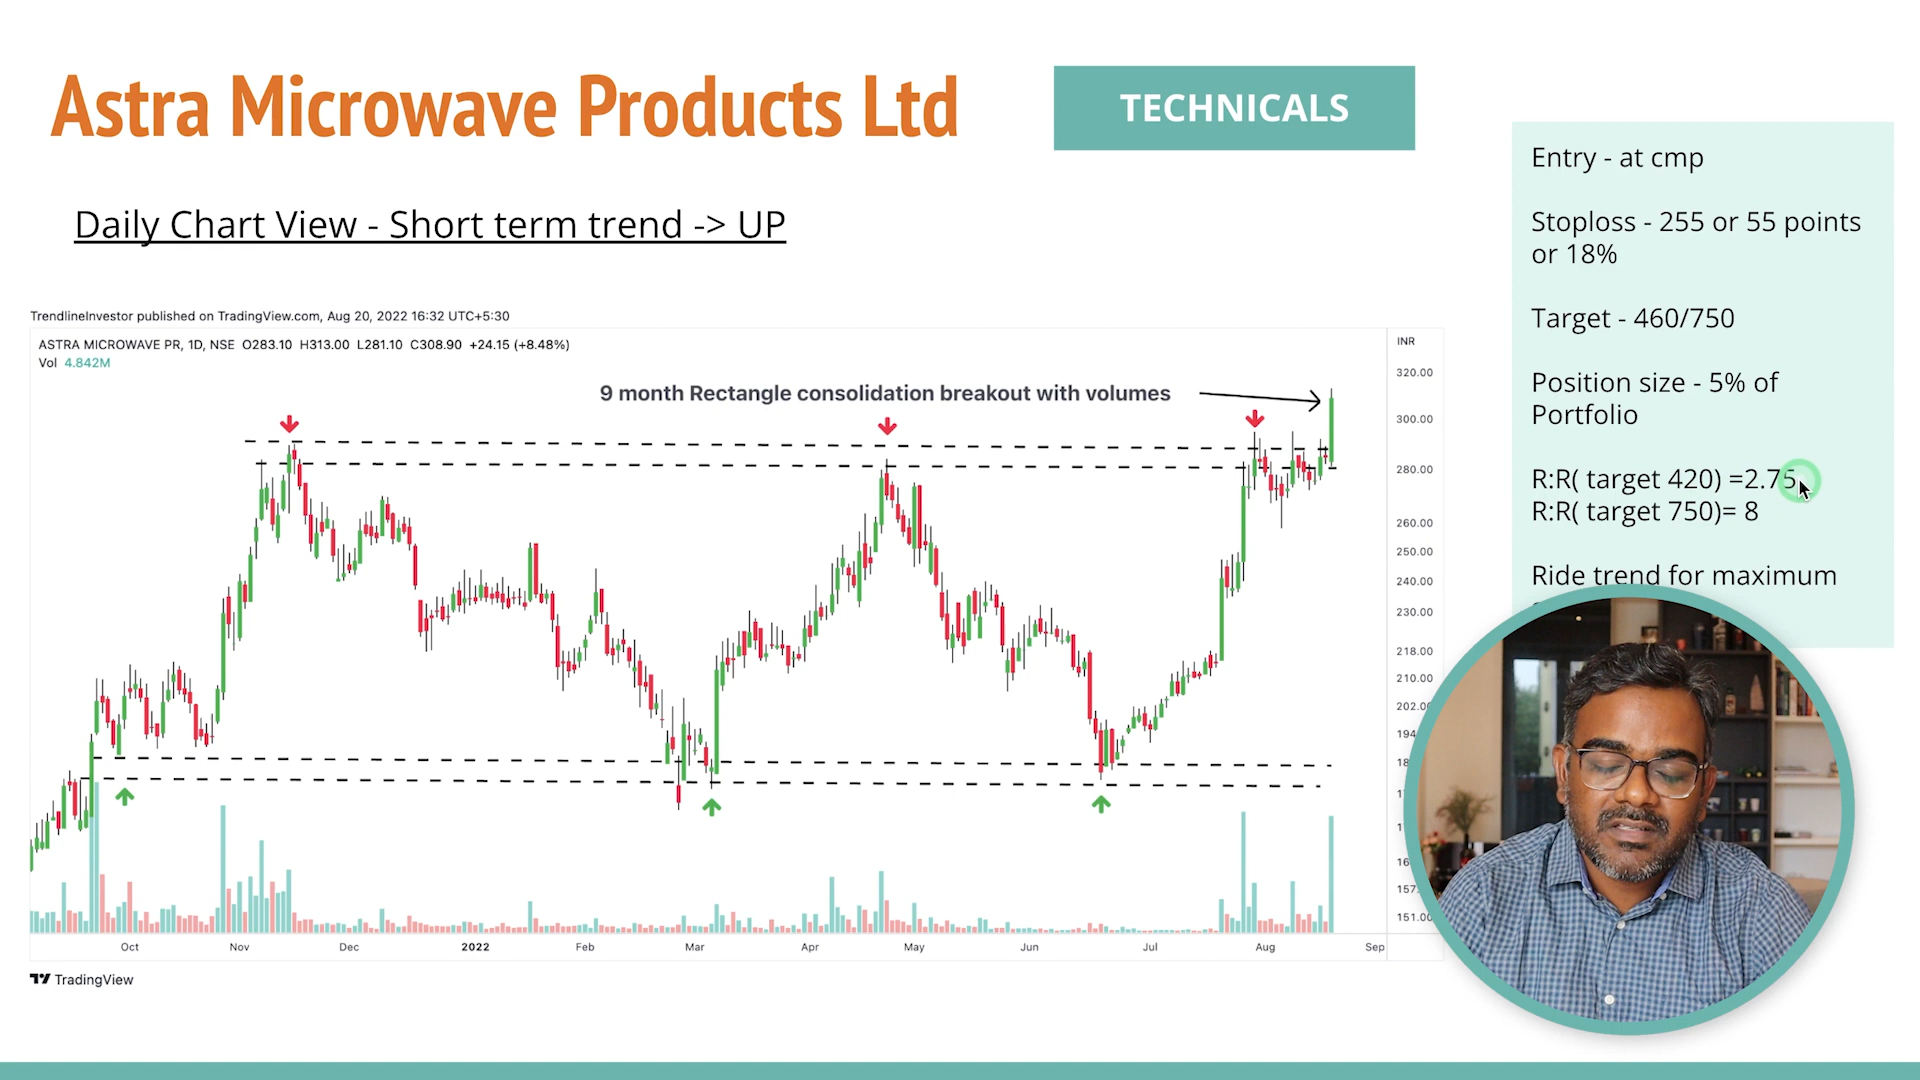 Astra Microwave Products Ltd
TECHNICALS
Daily Chart View - Short term trend -> UP
Entry - at cmp
Stoploss - 255 or 55 points
or 18%
Target - 460/750
Position size - 5% of
Portfolio
R:R( target 420) =2.75
R:R( target 750)= 8
Ride trend for maximum
TrendlineInvestor published on TradingView.com, Aug 20, 2022 16:32 UTC+5:30
ASTRA MICROWAVE PR, 1D, NSE O283.10 H313.00 L281.10 C308.90 +24.15 (+8.48%)
Vol 4.842M
9 month Rectangle consolidation breakout with volumes
INR
320.00
300.00
280.00
260.00
250.00
240.00
230.00
218.00
210.00
151.00
Oct Nov Dec 2022 Feb Mar Apr May Jun Jul Aug Sep
TradingView